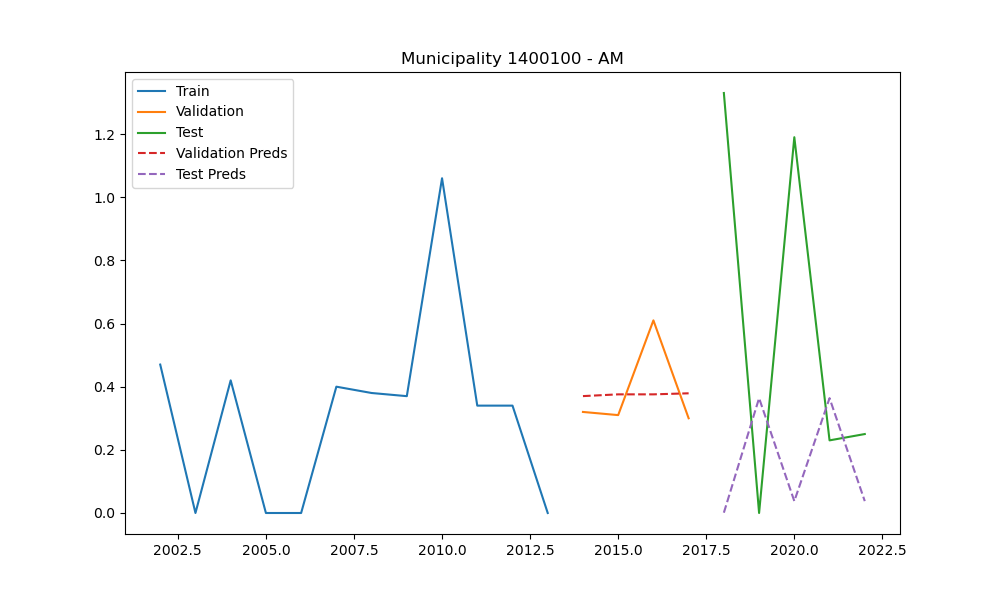 Municipality 1400100 - AM
Train
Validation
Test
Validation Preds
Test Preds
1.2
1.0
0.8
0.6
0.4
0.2
0.0
2002.5 2005.0 2007.5 2010.0 2012.5 2015.0 2017.5 2020.0 2022.5